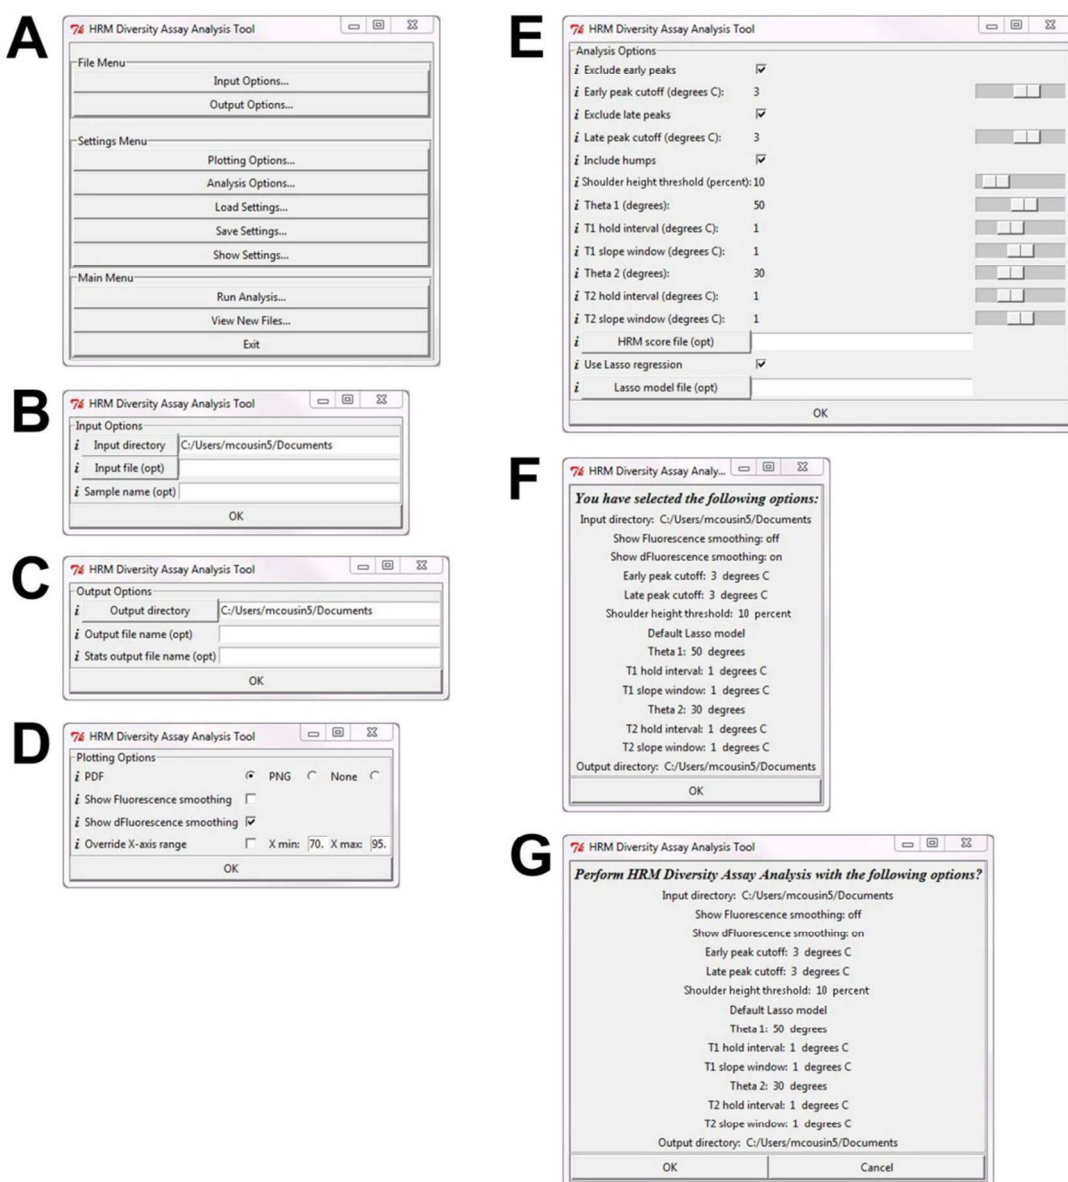 A
HRM Diversity Assay Analysis Tool
File Menu
Input Options...
Output Options...
Settings Menu
Plotting Options...
Analysis Options...
Load Settings...
Save Settings...
Show Settings...
Main Menu
Run Analysis...
View New Files...
Exit
B
HRM Diversity Assay Analysis Tool
Input Options
i Input directory C:/Users/mcousin5/Documents
i Input file (opt)
i Sample name (opt)
OK
C
HRM Diversity Assay Analysis Tool
Output Options
i Output directory C:/Users/mcousin5/Documents
i Output file name (opt)
i Stats output file name (opt)
OK
D
HRM Diversity Assay Analysis Tool
Plotting Options
i PDF PNG None
i Show Fluorescence smoothing
i Show dFluorescence smoothing
i Override X-axis range X min: 70. X max: 95.
OK
E
HRM Diversity Assay Analysis Tool
Analysis Options
i Exclude early peaks
i Early peak cutoff (degrees C): 3
i Exclude late peaks
i Late peak cutoff (degrees C): 3
i Include humps
i Shoulder height threshold (percent): 10
i Theta 1 (degrees): 50
i T1 hold interval (degrees C): 1
i T1 slope window (degrees C): 1
i Theta 2 (degrees): 30
i T2 hold interval (degrees C): 1
i T2 slope window (degrees C): 1
i HRM score file (opt)
i Use Lasso regression
i Lasso model file (opt)
OK
F
HRM Diversity Assay Analy...
You have selected the following options:
Input directory: C:/Users/mcousin5/Documents
Show Fluorescence smoothing: off
Show dFluorescence smoothing: on
Early peak cutoff: 3 degrees C
Late peak cutoff: 3 degrees C
Shoulder height threshold: 10 percent
Default Lasso model
Theta 1: 50 degrees
T1 hold interval: 1 degrees C
T1 slope window: 1 degrees C
Theta 2: 30 degrees
T2 hold interval: 1 degrees C
T2 slope window: 1 degrees C
Output directory: C:/Users/mcousin5/Documents
OK
G
HRM Diversity Assay Analysis Tool
Perform HRM Diversity Assay Analysis with the following options?
Input directory: C:/Users/mcousin5/Documents
Show Fluorescence smoothing: off
Show dFluorescence smoothing: on
Early peak cutoff: 3 degrees C
Late peak cutoff: 3 degrees C
Shoulder height threshold: 10 percent
Default Lasso model
Theta 1: 50 degrees
T1 hold interval: 1 degrees C
T1 slope window: 1 degrees C
Theta 2: 30 degrees
T2 hold interval: 1 degrees C
T2 slope window: 1 degrees C
Output directory: C:/Users/mcousin5/Documents
OK Cancel